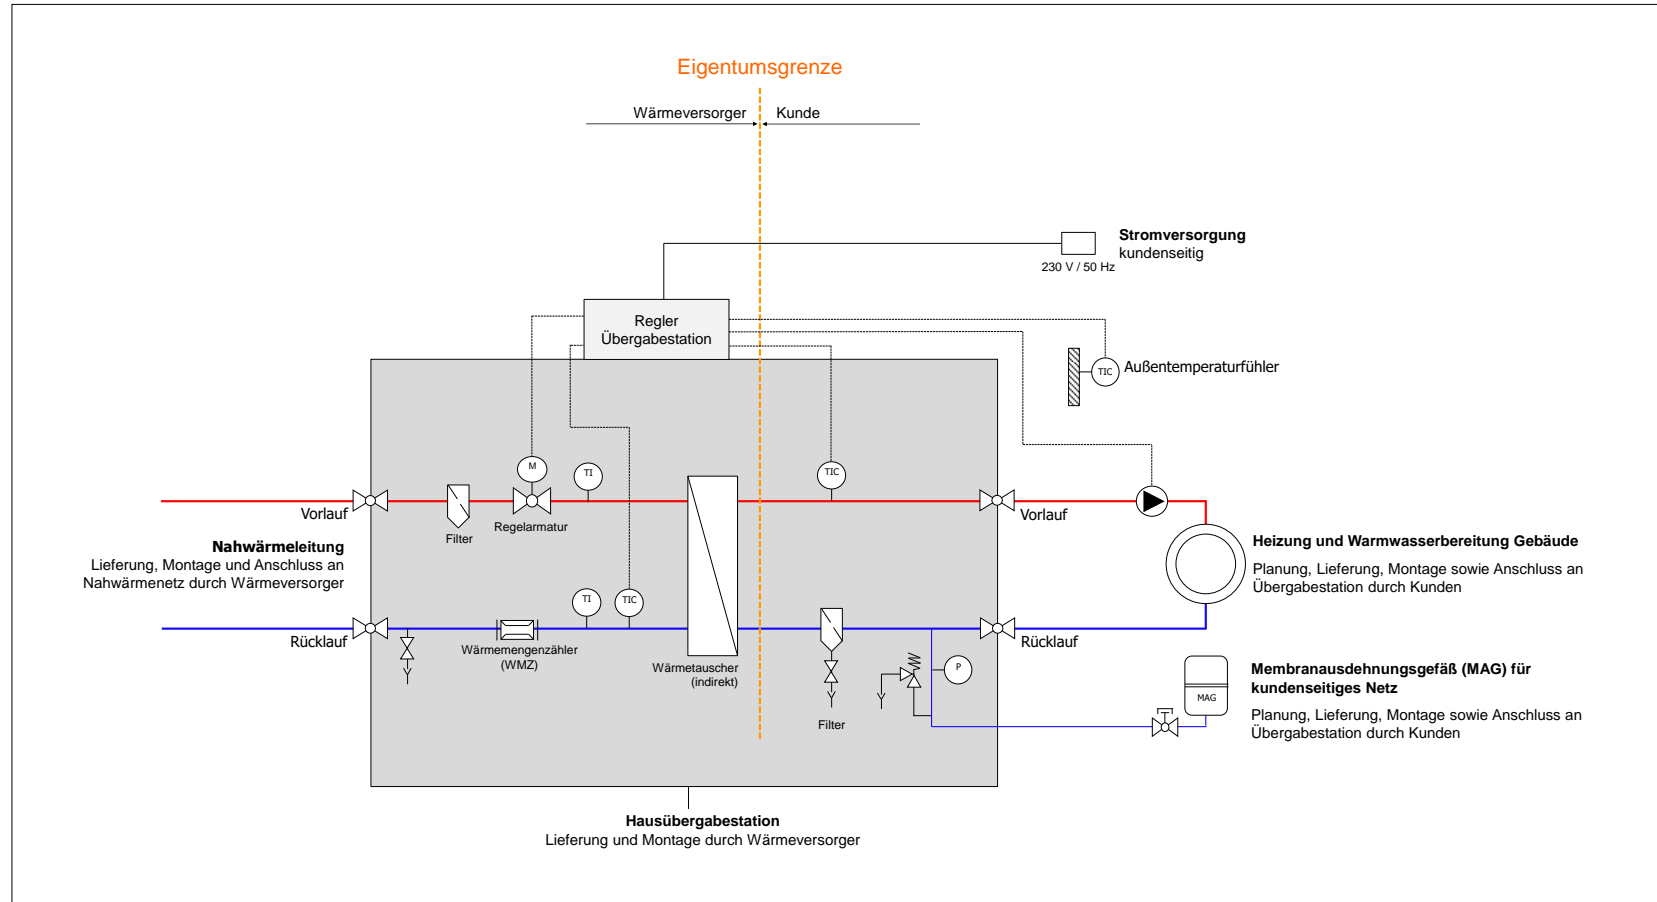 Eigentumsgrenze
Wärmeversorger
Kunde
Stromversorgung
kundenseitig
230 V / 50 Hz
Regler
Übergabestation
TIC
Außentemperaturfühler
M
TI
TIC
Vorlauf
Filter
Regelarmatur
Vorlauf
Nahwärmeleitung
Lieferung, Montage und Anschluss an
Nahwärmenetz durch Wärmeversorger
Heizung und Warmwasserbereitung Gebäude
Planung, Lieferung, Montage sowie Anschluss an
Übergabestation durch Kunden
TI
TIC
Rücklauf
Wärmemengenzähler
(WMZ)
Wärmetauscher
(indirekt)
Filter
P
Rücklauf
MAG
Membranausdehnungsgefäß (MAG) für
kundenseitiges Netz
Planung, Lieferung, Montage sowie Anschluss an
Übergabestation durch Kunden
Hausübergabestation
Lieferung und Montage durch Wärmeversorger